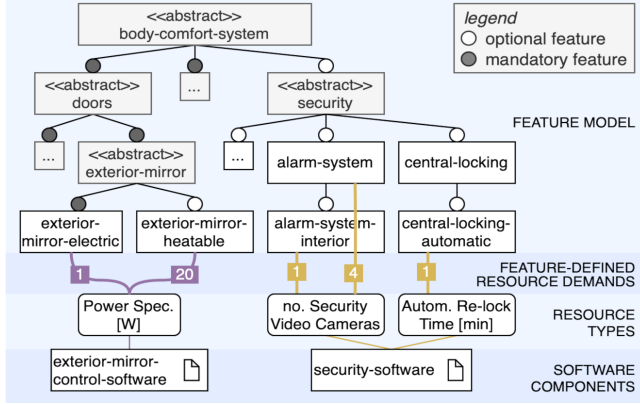 <<abstract>>
body-comfort-system
legend
optional feature
mandatory feature
<<abstract>>
doors
...
<<abstract>>
security
FEATURE MODEL
...
<<abstract>>
exterior-mirror
...
alarm-system
central-locking
exterior-
mirror-electric
exterior-mirror-
heatable
alarm-system-
interior
central-locking-
automatic
1
20
1
4
1
FEATURE-DEFINED
RESOURCE DEMANDS
Power Spec.
[W]
no. Security
Video Cameras
Autom. Re-lock
Time [min]
RESOURCE
TYPES
exterior-mirror-
control-software
security-software
SOFTWARE
COMPONENTS